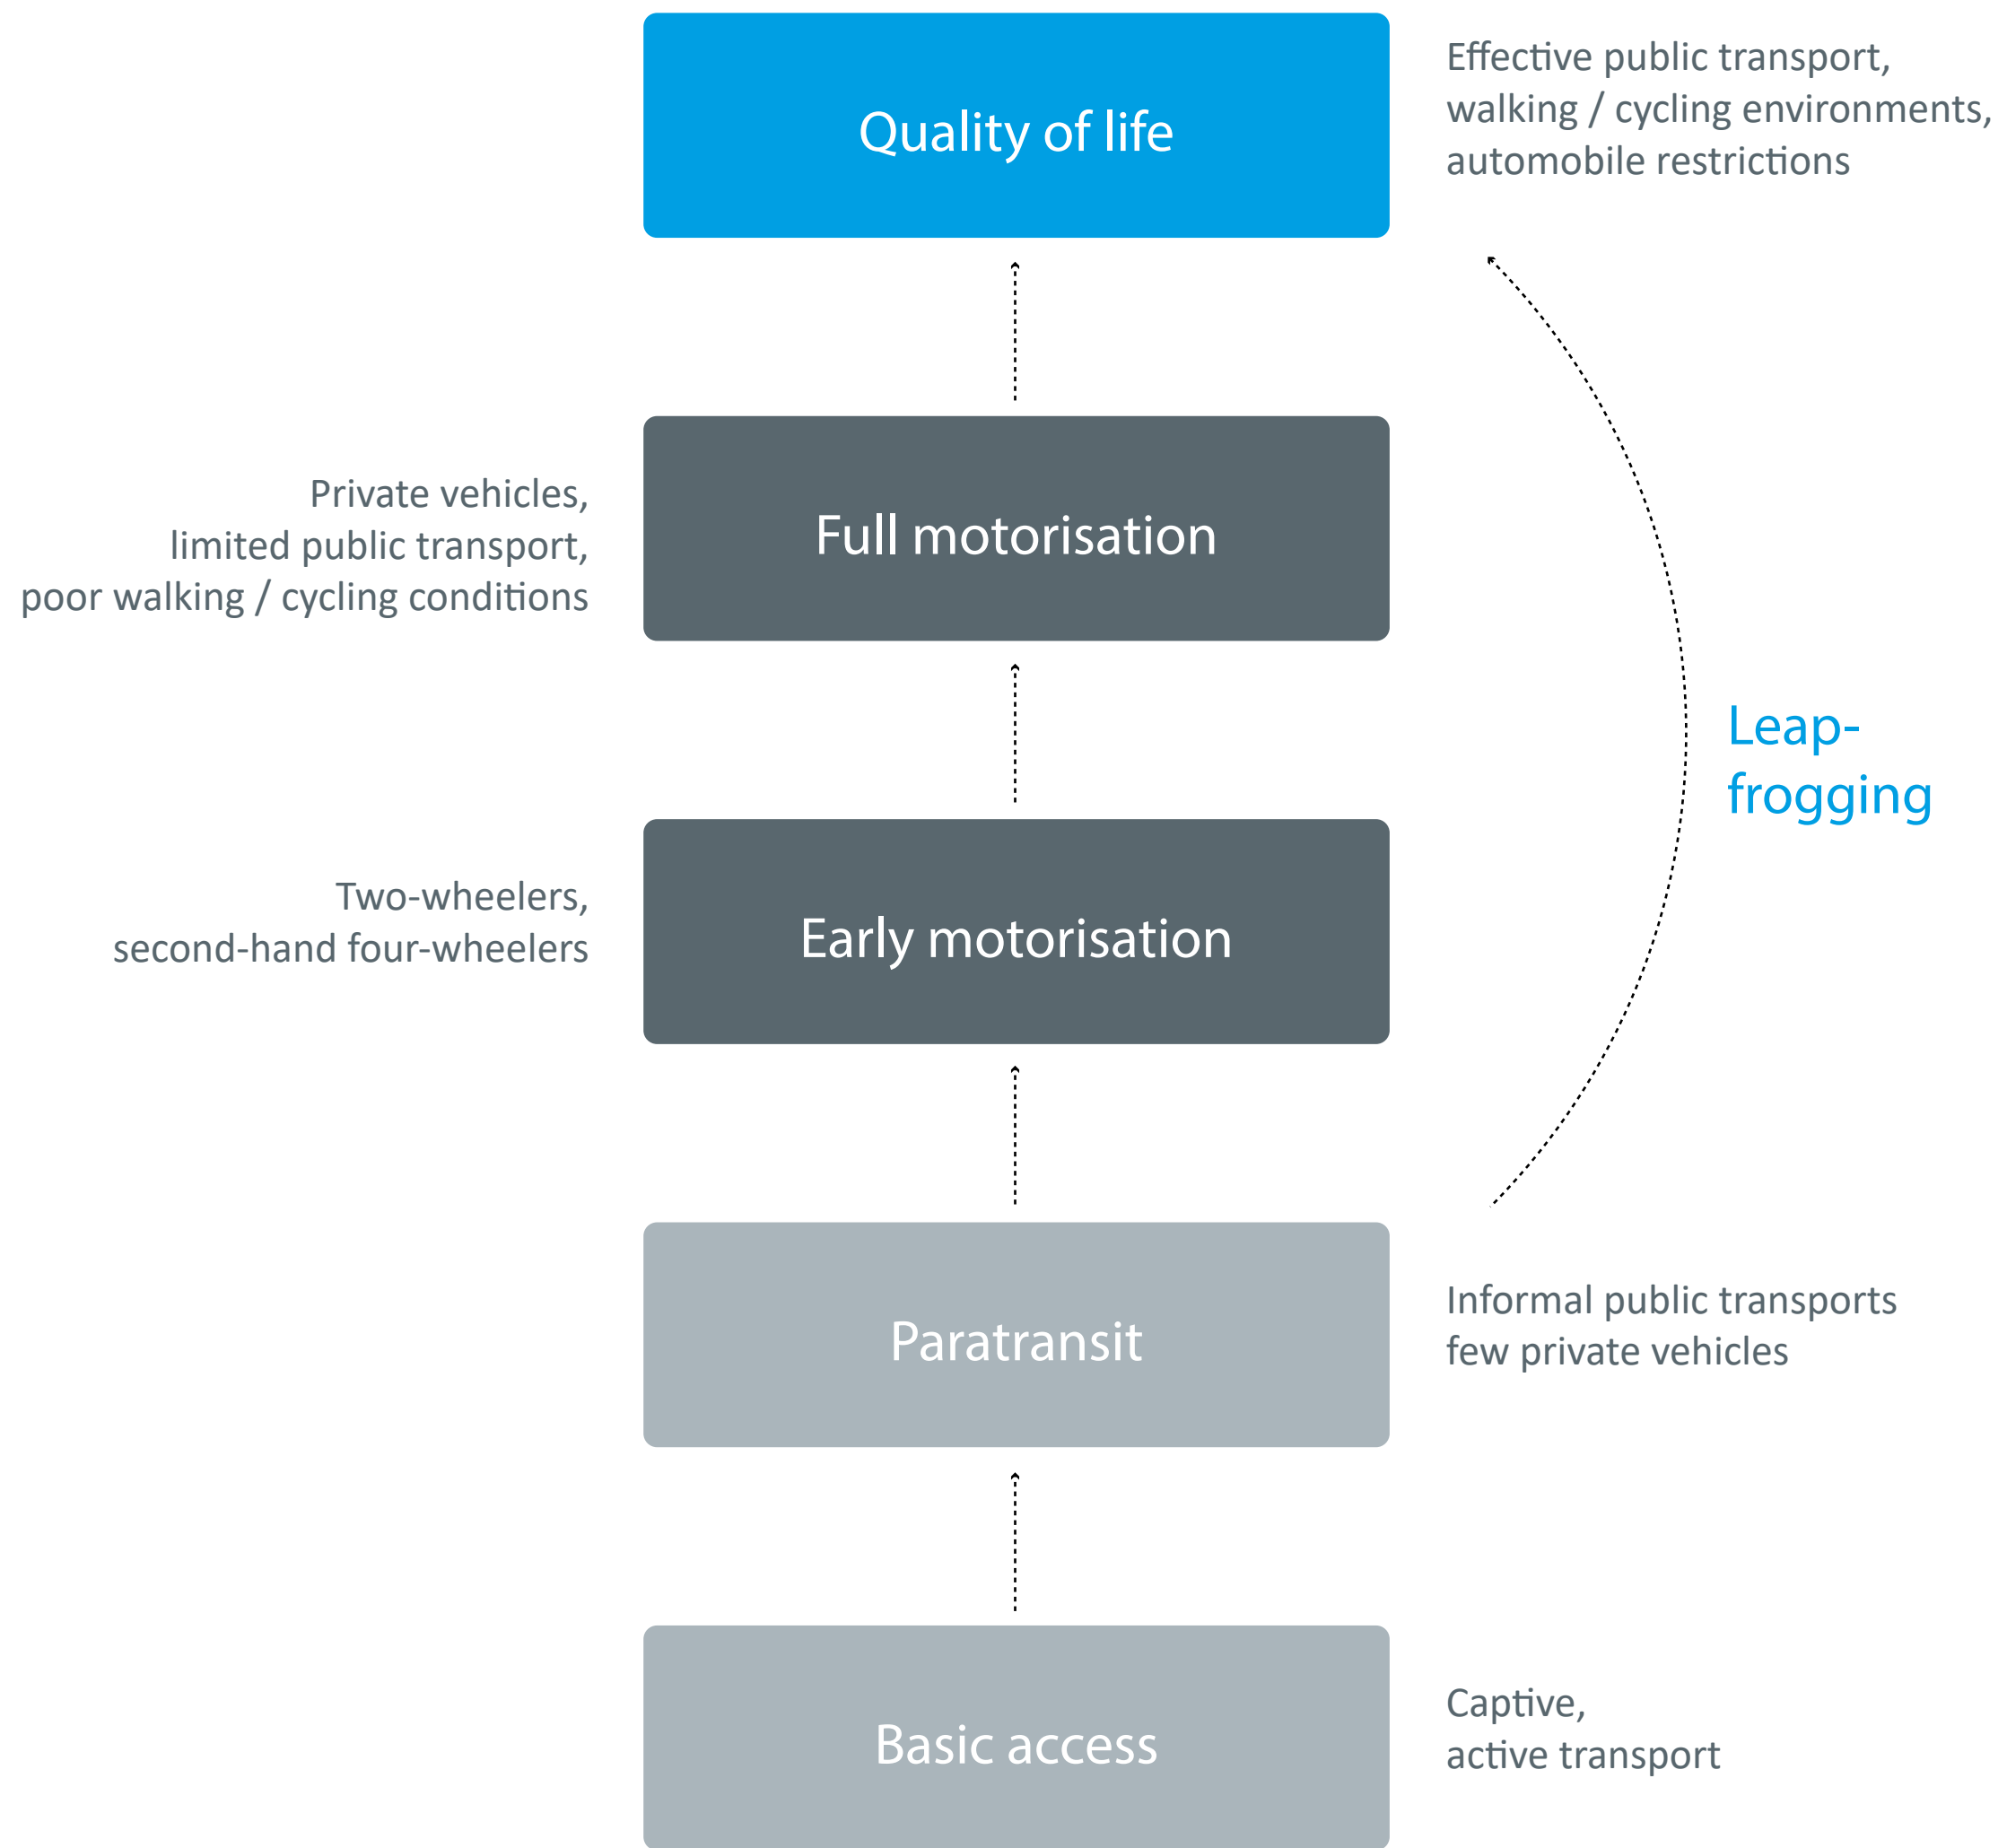 Quality of life
Effective public transport,
walking / cycling environments,
automobile restrictions
Private vehicles,
limited public transport,
poor walking / cycling conditions
Full motorisation
Leap-
frogging
Two-wheelers,
second-hand four-wheelers
Early motorisation
Paratransit
Informal public transports
few private vehicles
Basic access
Captive,
active transport